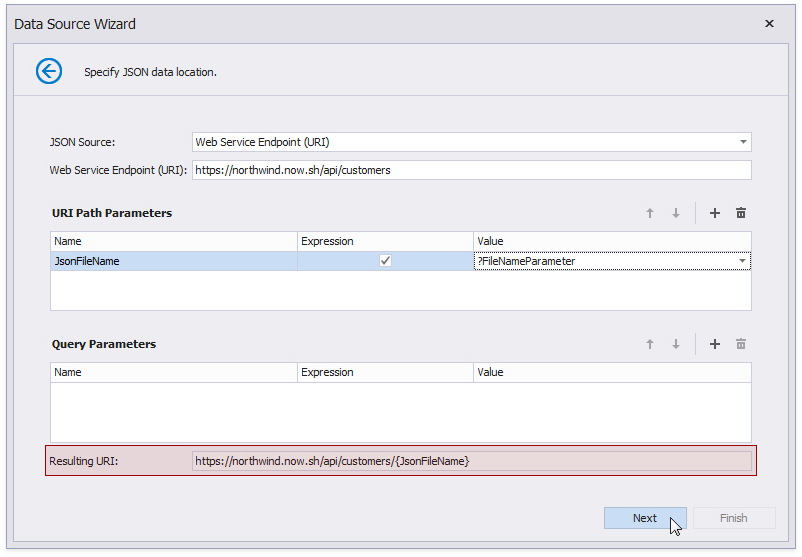 Data Source Wizard
Specify JSON data location.
JSON Source: Web Service Endpoint (URI)
Web Service Endpoint (URI): https://northwind.now.sh/api/customers
URI Path Parameters
Name Expression Value
JsonFileName ?FileNameParameter
Query Parameters
Name Expression Value
Resulting URI: https://northwind.now.sh/api/customers/{JsonFileName}
Next Finish